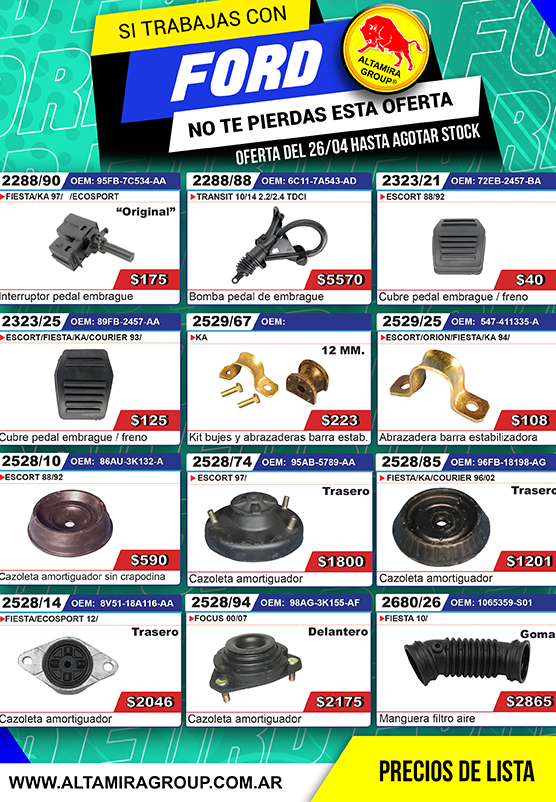 SI TRABAJAS CON
FORD
ALTAMIRA
GROUP®
NO TE PIERDAS ESTA OFERTA
OFERTA DEL 26/04 HASTA AGOTAR STOCK
2288/90 OEM: 95FB-7C534-AA
FIESTA/KA 97/ /ECOSPORT
“Original”
$175
Interruptor pedal embrague
2288/88 OEM: 6C11-7A543-AD
TRANSIT 10/14 2.2/2.4 TDCI
$5570
Bomba pedal de embrague
2323/21 OEM: 72EB-2457-BA
ESCORT 88/92
$40
Cubre pedal embrague / freno
2323/25 OEM: 89FB-2457-AA
ESCORT/FIESTA/KA/COURIER 93/
$125
Cubre pedal embrague / freno
2529/67 OEM:
KA
12 MM.
$223
Kit bujes y abrazaderas barra estab.
2529/25 OEM: 547-411335-A
ESCORT/ORION/FIESTA/KA 94/
$108
Abrazadera barra estabilizadora
2528/10 OEM: 86AU-3K132-A
ESCORT 88/92
$590
Cazoleta amortiguador sin crapodina
2528/74 OEM: 95AB-5789-AA
ESCORT 97/
Trasero
$1800
Cazoleta amortiguador
2528/85 OEM: 96FB-18198-AG
FIESTA/KA/COURIER 96/02
Trasero
$1201
Cazoleta amortiguador
2528/14 OEM: 8V51-18A116-AA
FIESTA/ECOSPORT 12/
Trasero
$2046
Cazoleta amortiguador
2528/94 OEM: 98AG-3K155-AF
FOCUS 00/07
Delantero
$2175
Cazoleta amortiguador
2680/26 OEM: 1065359-S01
FIESTA 10/
Goma
$2865
Manguera filtro aire
WWW.ALTAMIRAGROUP.COM.AR
PRECIOS DE LISTA